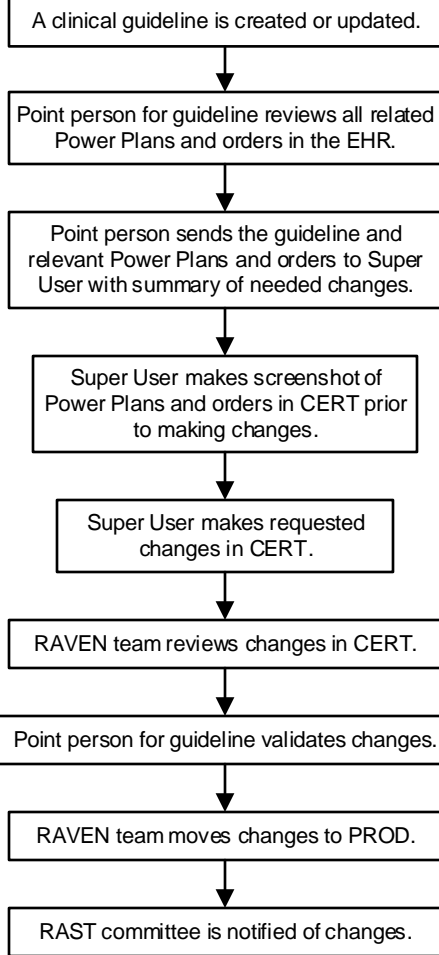 A clinical guideline is created or updated.
Point person for guideline reviews all related
Power Plans and orders in the EHR.
Point person sends the guideline and
relevant Power Plans and orders to Super
User with summary of needed changes.
Super User makes screenshot of
Power Plans and orders in CERT prior
to making changes.
Super User makes requested
changes in CERT.
RAVEN team reviews changes in CERT.
Point person for guideline validates changes.
RAVEN team moves changes to PROD.
RAST committee is notified of changes.